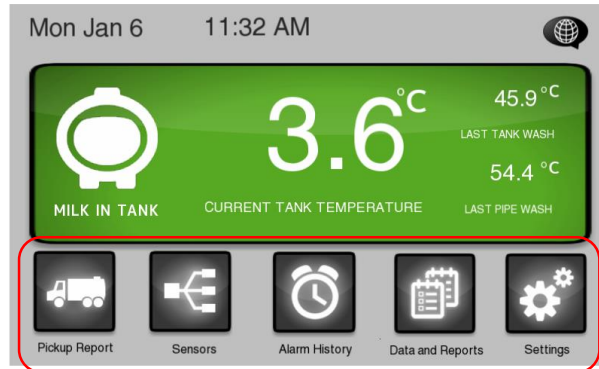 Mon Jan 6 11:32 AM
3.6°C
45.9°C
LAST TANK WASH
54.4 °C
MILK IN TANK CURRENT TANK TEMPERATURE LAST PIPE WASH
Pickup Report Sensors Alarm History Data and Reports Settings